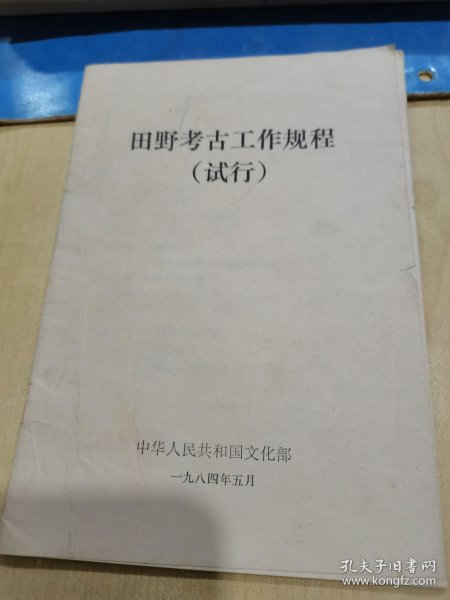 田野考古工作规程
（试行）
中华人民共和国文化部
一九八四年五月
孔夫子旧书网
www.kongfz.com